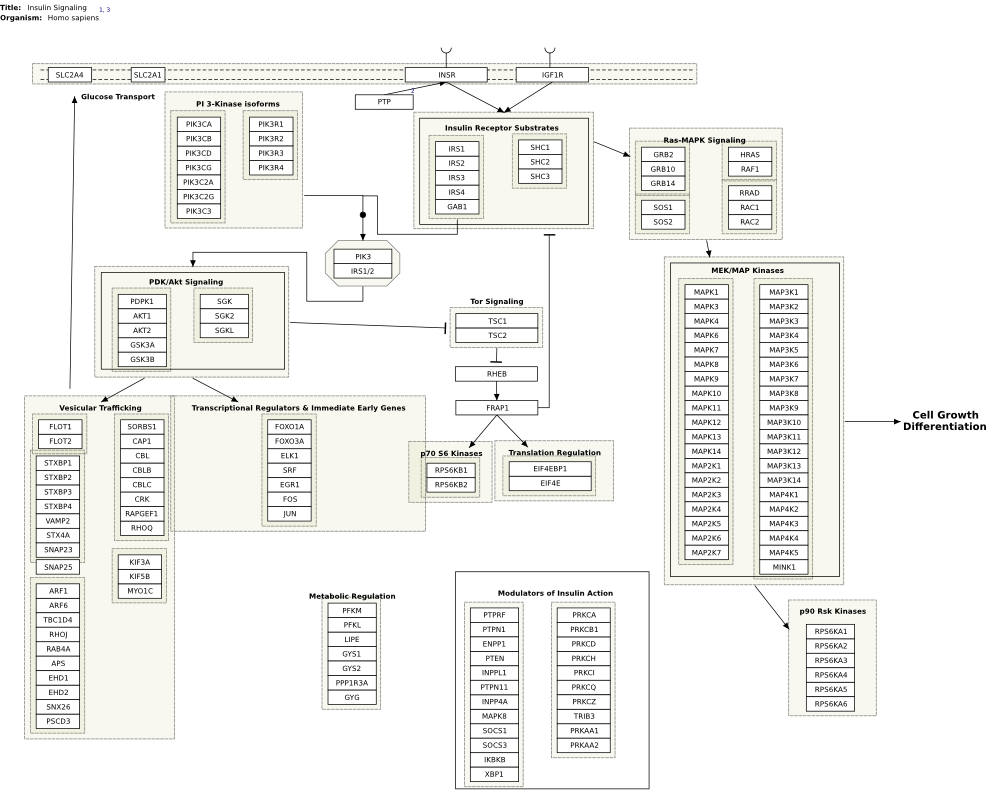 Title: Insulin Signaling 1, 3
Organism: Homo sapiens
SLC2A4
SLC2A1
INSR
IGF1R
Glucose Transport
PTP
2
PI 3-Kinase isoforms
PIK3CA
PIK3CB
PIK3CD
PIK3CG
PIK3C2A
PIK3C2G
PIK3C3
PIK3R1
PIK3R2
PIK3R3
PIK3R4
Insulin Receptor Substrates
IRS1
IRS2
IRS3
IRS4
GAB1
SHC1
SHC2
SHC3
Ras-MAPK Signaling
GRB2
GRB10
GRB14
SOS1
SOS2
HRAS
RAF1
RRAD
RAC1
RAC2
PIK3
IRS1/2
PDK/Akt Signaling
PDPK1
AKT1
AKT2
GSK3A
GSK3B
SGK
SGK2
SGKL
Tor Signaling
TSC1
TSC2
RHEB
FRAP1
MEK/MAP Kinases
MAPK1
MAPK3
MAPK4
MAPK6
MAPK7
MAPK8
MAPK9
MAPK10
MAPK11
MAPK12
MAPK13
MAPK14
MAP2K1
MAP2K2
MAP2K3
MAP2K4
MAP2K5
MAP2K6
MAP2K7
MAP3K1
MAP3K2
MAP3K3
MAP3K4
MAP3K5
MAP3K6
MAP3K7
MAP3K8
MAP3K9
MAP3K10
MAP3K11
MAP3K12
MAP3K13
MAP3K14
MAP4K1
MAP4K2
MAP4K3
MAP4K4
MAP4K5
MINK1
Cell Growth
Differentiation
Vesicular Trafficking
FLOT1
FLOT2
STXBP1
STXBP2
STXBP3
STXBP4
VAMP2
STX4A
SNAP23
SNAP25
ARF1
ARF6
TBC1D4
RHOJ
RAB4A
APS
EHD1
EHD2
SNX26
PSCD3
SORBS1
CAP1
CBL
CBLB
CBLC
CRK
RAPGEF1
RHOQ
KIF3A
KIF5B
MYO1C
Transcriptional Regulators & Immediate Early Genes
FOXO1A
FOXO3A
ELK1
SRF
EGR1
FOS
JUN
p70 S6 Kinases
RPS6KB1
RPS6KB2
Translation Regulation
EIF4EBP1
EIF4E
Metabolic Regulation
PFKM
PFKL
LIPE
GYS1
GYS2
PPP1R3A
GYG
Modulators of Insulin Action
PTPRF
PTPN1
ENPP1
PTEN
INPPL1
PTPN11
INPP4A
MAPK8
SOCS1
SOCS3
IKBKB
XBP1
PRKCA
PRKCB1
PRKCD
PRKCH
PRKCI
PRKCQ
PRKCZ
TRIB3
PRKAA1
PRKAA2
p90 Rsk Kinases
RPS6KA1
RPS6KA2
RPS6KA3
RPS6KA4
RPS6KA5
RPS6KA6